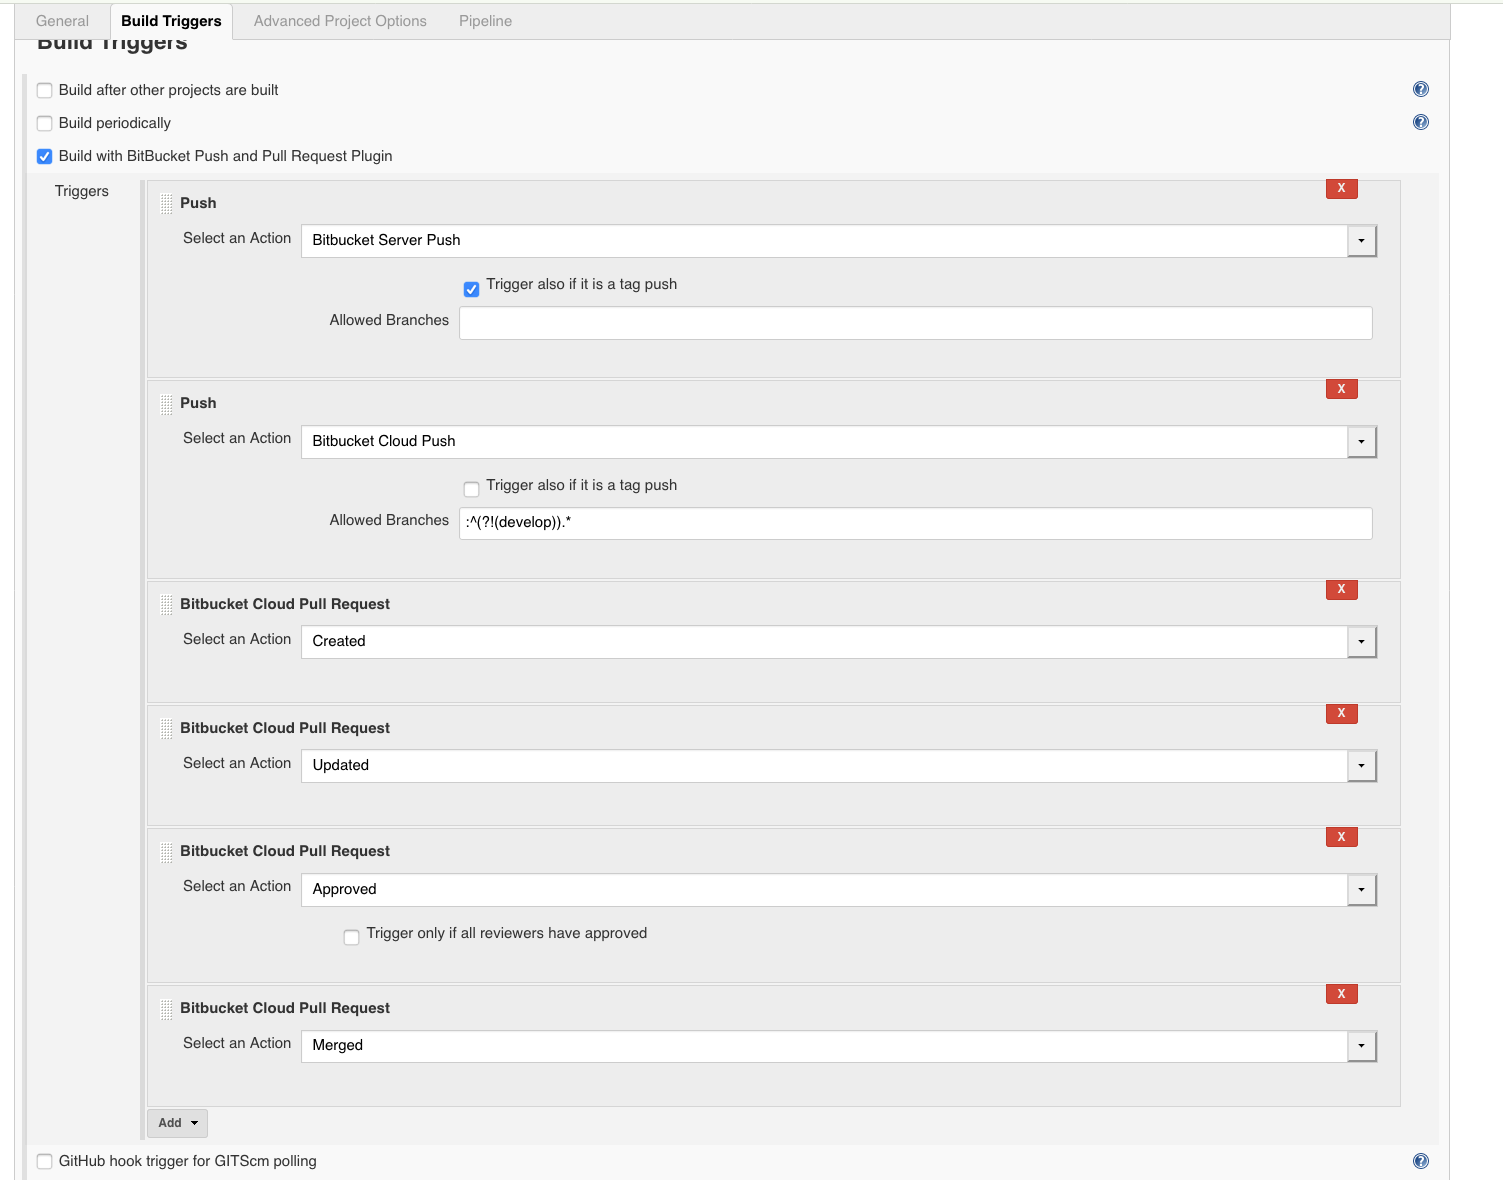 General
Build Triggers
Advanced Project Options
Pipeline
Build Triggers
Build after other projects are built
?
Build periodically
?
Build with BitBucket Push and Pull Request Plugin
Triggers
X
Push
Select an Action
Bitbucket Server Push
Trigger also if it is a tag push
Allowed Branches
X
Push
Select an Action
Bitbucket Cloud Push
Trigger also if it is a tag push
Allowed Branches
:^(?!(develop)).*
X
Bitbucket Cloud Pull Request
Select an Action
Created
X
Bitbucket Cloud Pull Request
Select an Action
Updated
X
Bitbucket Cloud Pull Request
Select an Action
Approved
Trigger only if all reviewers have approved
X
Bitbucket Cloud Pull Request
Select an Action
Merged
Add
GitHub hook trigger for GITScm polling
?